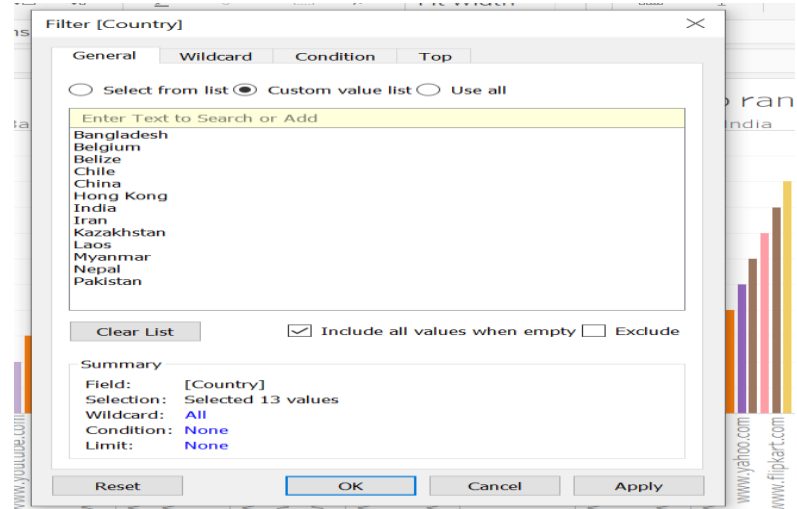 Filter [Country]
General Wildcard Condition Top
Select from list Custom value list Use all
Enter Text to Search or Add
Bangladesh
Belgium
Belize
Chile
China
Hong Kong
India
Iran
Kazakhstan
Laos
Myanmar
Nepal
Pakistan
Clear List Include all values when empty Exclude
Summary
Field: [Country]
Selection: Selected 13 values
Wildcard: All
Condition: None
Limit: None
Reset OK Cancel Apply
ran
India
www.youtube.com
www.yahoo.com
www.flipkart.com